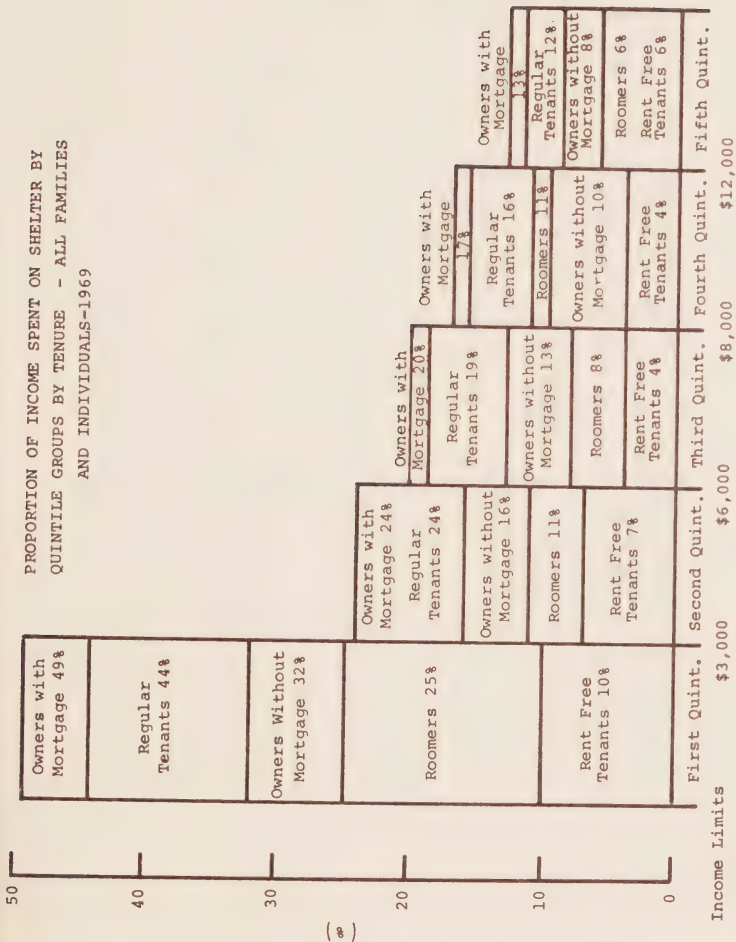 PROPORTION OF INCOME SPENT ON SHELTER BY
QUINTILE GROUPS BY TENURE - ALL FAMILIES
AND INDIVIDUALS-1969
(%)
50
40
30
20
10
0
Owners with
Mortgage 49%
Regular
Tenants 44%
Owners Without
Mortgage 32%
Roomers 25%
Rent Free
Tenants 10%
Owners with
Mortgage 24%
Regular
Tenants 24%
Owners without
Mortgage 16%
Roomers 11%
Rent Free
Tenants 7%
Owners with
Mortgage 20%
Regular
Tenants 19%
Owners without
Mortgage 13%
Roomers 8%
Rent Free
Tenants 4%
Owners with
Mortgage
17%
Regular
Tenants 16%
Roomers 11%
Owners without
Mortgage 10%
Rent Free
Tenants 4%
Owners with
Mortgage
13%
Regular
Tenants 12%.
Owners without
Mortgage 8%
Roomers 6%
Rent Free
Tenants 6%
First Quint. Second Quint. Third Quint. Fourth Quint. Fifth Quint.
Income Limits $3,000 $6,000 $8,000 $12,000